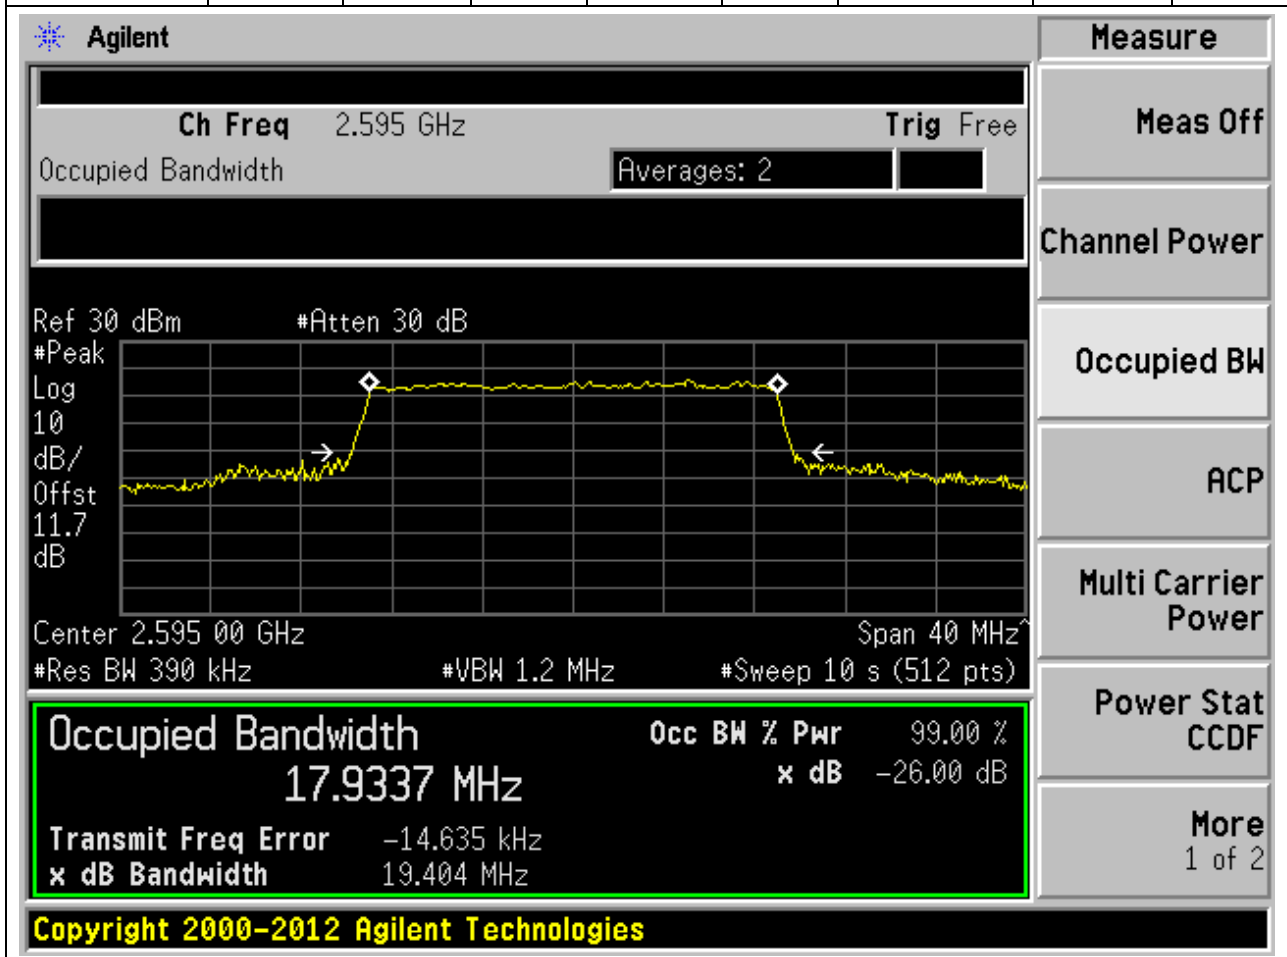 Agilent
Measure
Ch Freq 2.595 GHz Trig Free
Meas Off
Occupied Bandwidth Averages: 2
Channel Power
Ref 30 dBm #Atten 30 dB
#Peak
Log
10
dB/
Offst
11.7
dB
Occupied BW
ACP
Center 2.595 00 GHz Span 40 MHz^
#Res BW 390 kHz #VBW 1.2 MHz #Sweep 10 s (512 pts)
Multi Carrier
Power
Occupied Bandwidth Occ BW % Pwr 99.00 %
17.9337 MHz x dB -26.00 dB
Transmit Freq Error -14.635 kHz
x dB Bandwidth 19.404 MHz
Power Stat
CCDF
More
1 of 2
Copyright 2000-2012 Agilent Technologies